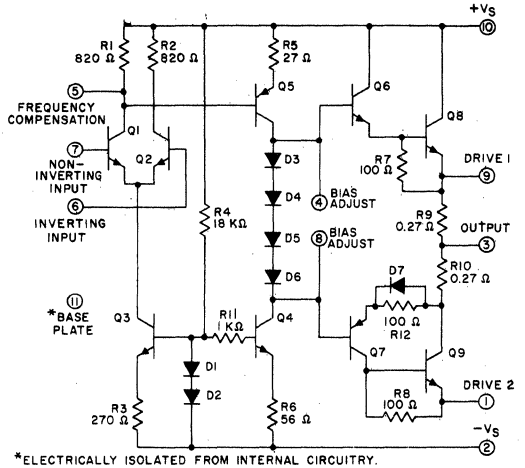 +VS
⑩
R1
820 Ω
R2
820 Ω
R5
27 Ω
⑤
FREQUENCY
COMPENSATION
Q5
Q6
Q8
Q1
⑦
NON-
INVERTING
INPUT
Q2
D3
R7
100 Ω
DRIVE 1
⑨
⑥
INVERTING
INPUT
R4
18 KΩ
D4
④ BIAS
ADJUST
R9
0.27 Ω
OUTPUT
③
D5
⑧ BIAS
ADJUST
R10
0.27 Ω
D6
D7
⑪
*BASE
PLATE
Q3
R11
1 KΩ
Q4
100 Ω
R12
Q7
Q9
D1
D2
R8
100 Ω
DRIVE 2
①
R3
270 Ω
R6
56 Ω
-VS
②
*ELECTRICALLY ISOLATED FROM INTERNAL CIRCUITRY.